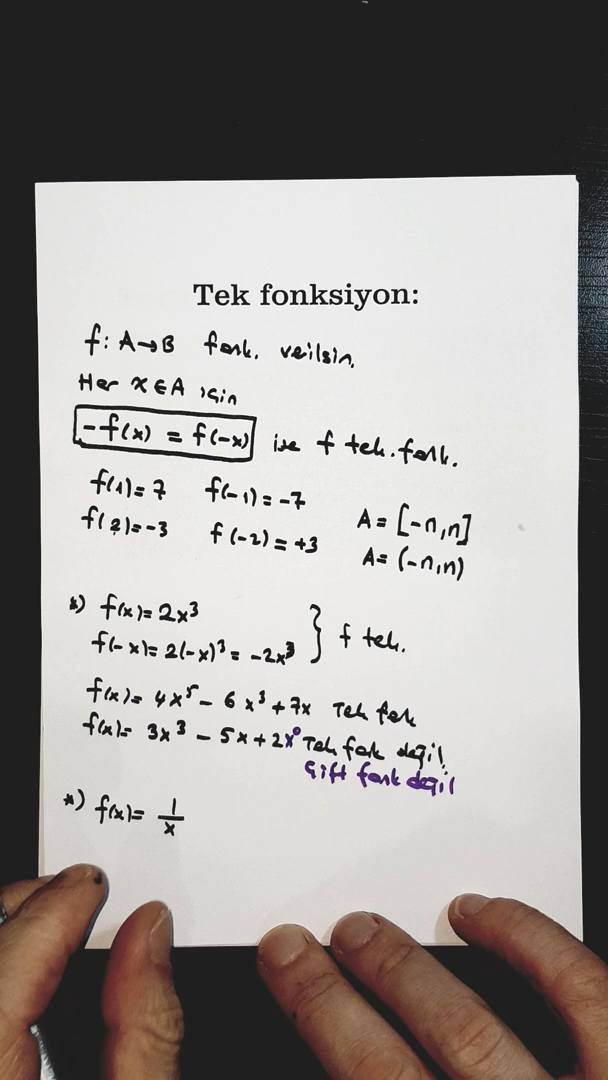 Tek fonksiyon:
f: A→B fonk. verilsin.
Her x∈A için
-f(x) = f(-x) ise f tek. fonk.
f(1)=7 f(-1)=-7
f(2)=-3 f(-2)=+3
A=[-n,n]
A=(-n,n)
*) f(x)=2x³
f(-x)=2(-x)³=-2x³ } f tek.
f(x)=4x⁵-6x³+7x Tek fonk
f(x)=3x³-5x+2x⁰ Tek fonk değil.
Çift fonk değil
*) f(x)=1/x